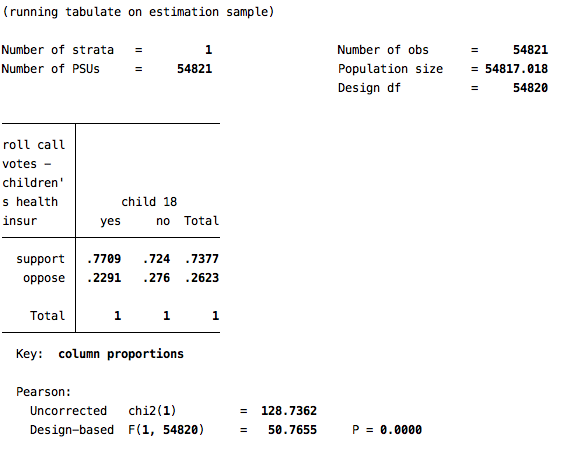 (running tabulate on estimation sample)
Number of strata = 1 Number of obs = 54821
Number of PSUs = 54821 Population size = 54817.018
Design df = 54820
roll call
votes -
children'
s health child 18
insur yes no Total
support .7709 .724 .7377
oppose .2291 .276 .2623
Total 1 1 1
Key: column proportions
Pearson:
Uncorrected chi2(1) = 128.7362
Design-based F(1, 54820) = 50.7655 P = 0.0000